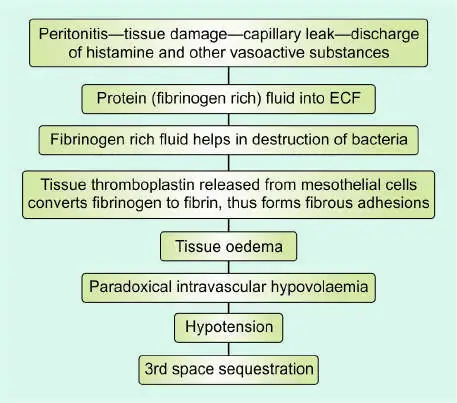 Peritonitis—tissue damage—capillary leak—discharge
of histamine and other vasoactive substances
Protein (fibrinogen rich) fluid into ECF
Fibrinogen rich fluid helps in destruction of bacteria
Tissue thromboplastin released from mesothelial cells
converts fibrinogen to fibrin, thus forms fibrous adhesions
Tissue oedema
Paradoxical intravascular hypovolaemia
Hypotension
3rd space sequestration